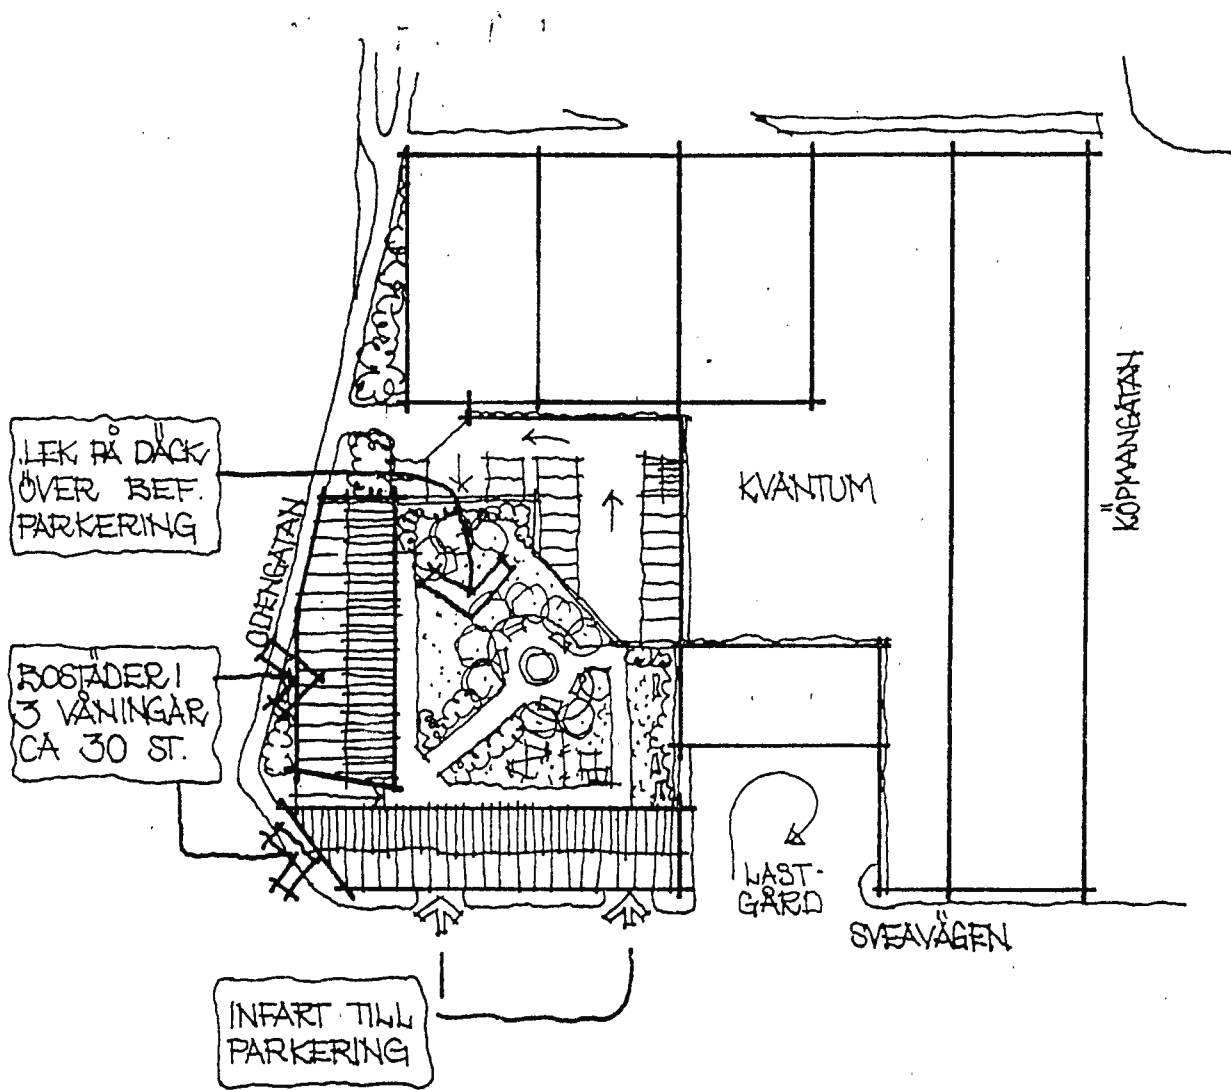 LEK PÅ DÄCK
ÖVER BEF.
PARKERING
KVANTUM
KÖPMANGATAN
ODENGATAN
BOSTÄDER I
3 VÅNINGAR
CA 30 ST.
LAST-
GÅRD
SVEAVÄGEN
INFART TILL
PARKERING